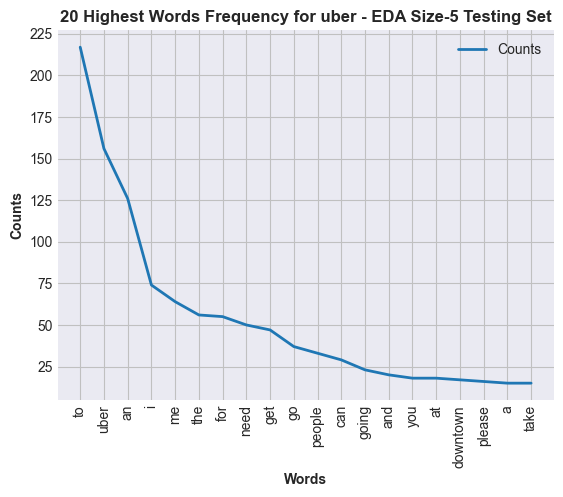 20 Highest Words Frequency for uber - EDA Size-5 Testing Set
Counts
225
200
175
150
125
100
75
50
25
Counts
to
uber
an
i
me
the
for
need
get
go
people
can
going
and
you
at
downtown
please
a
take
Words